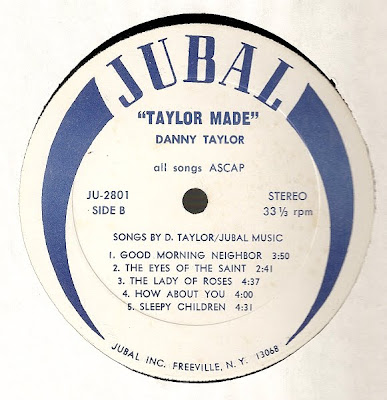 JUBAL
"TAYLOR MADE"
DANNY TAYLOR
all songs ASCAP
JU-2801 STEREO
SIDE B 33 ⅓ rpm
SONGS BY D. TAYLOR/JUBAL MUSIC
1. GOOD MORNING NEIGHBOR 3:50
2. THE EYES OF THE SAINT 2:41
3. THE LADY OF ROSES 4:37
4. HOW ABOUT YOU 4:00
5. SLEEPY CHILDREN 4:31
JUBAL INC. FREEVILLE, N. Y. 13068